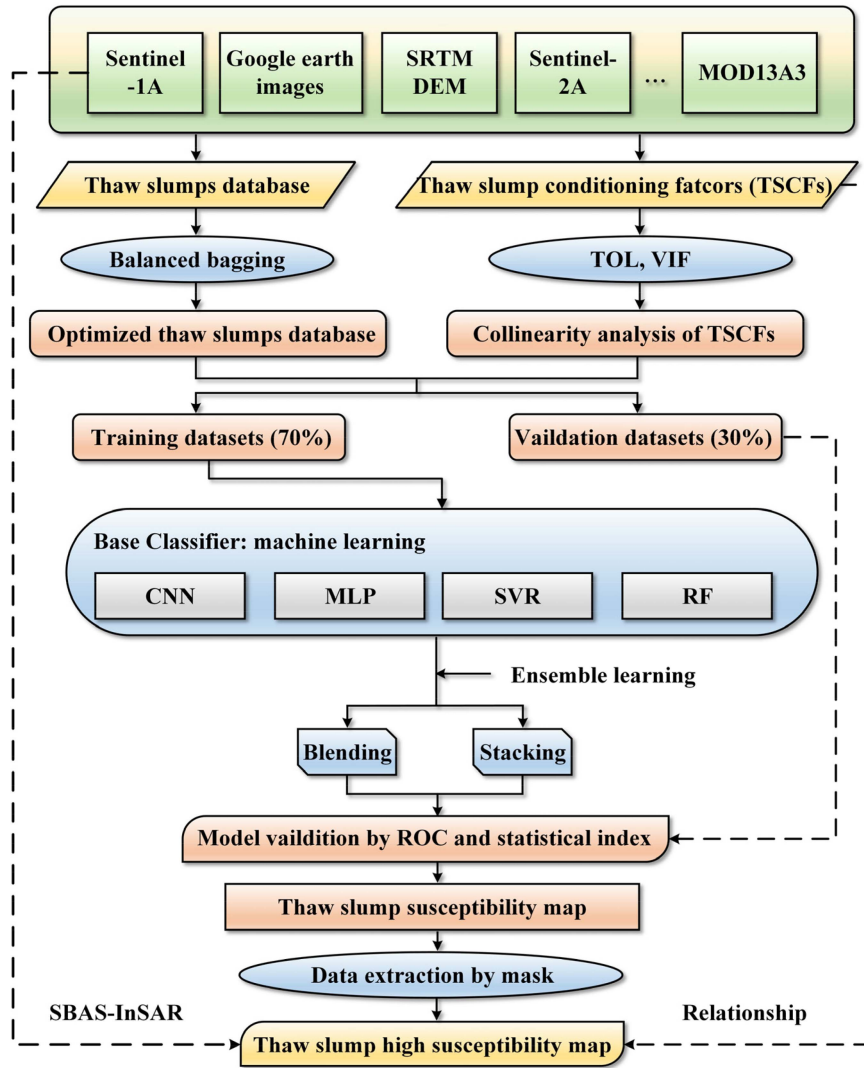 Sentinel
-1A
Google earth
images
SRTM
DEM
Sentinel-
2A
...
MOD13A3
Thaw slumps database
Thaw slump conditioning fatcors (TSCFs)
Balanced bagging
TOL, VIF
Optimized thaw slumps database
Collinearity analysis of TSCFs
Training datasets (70%)
Vaildation datasets (30%)
Base Classifier: machine learning
CNN
MLP
SVR
RF
Ensemble learning
Blending
Stacking
Model vaildition by ROC and statistical index
Thaw slump susceptibility map
Data extraction by mask
SBAS-InSAR
Relationship
Thaw slump high susceptibility map